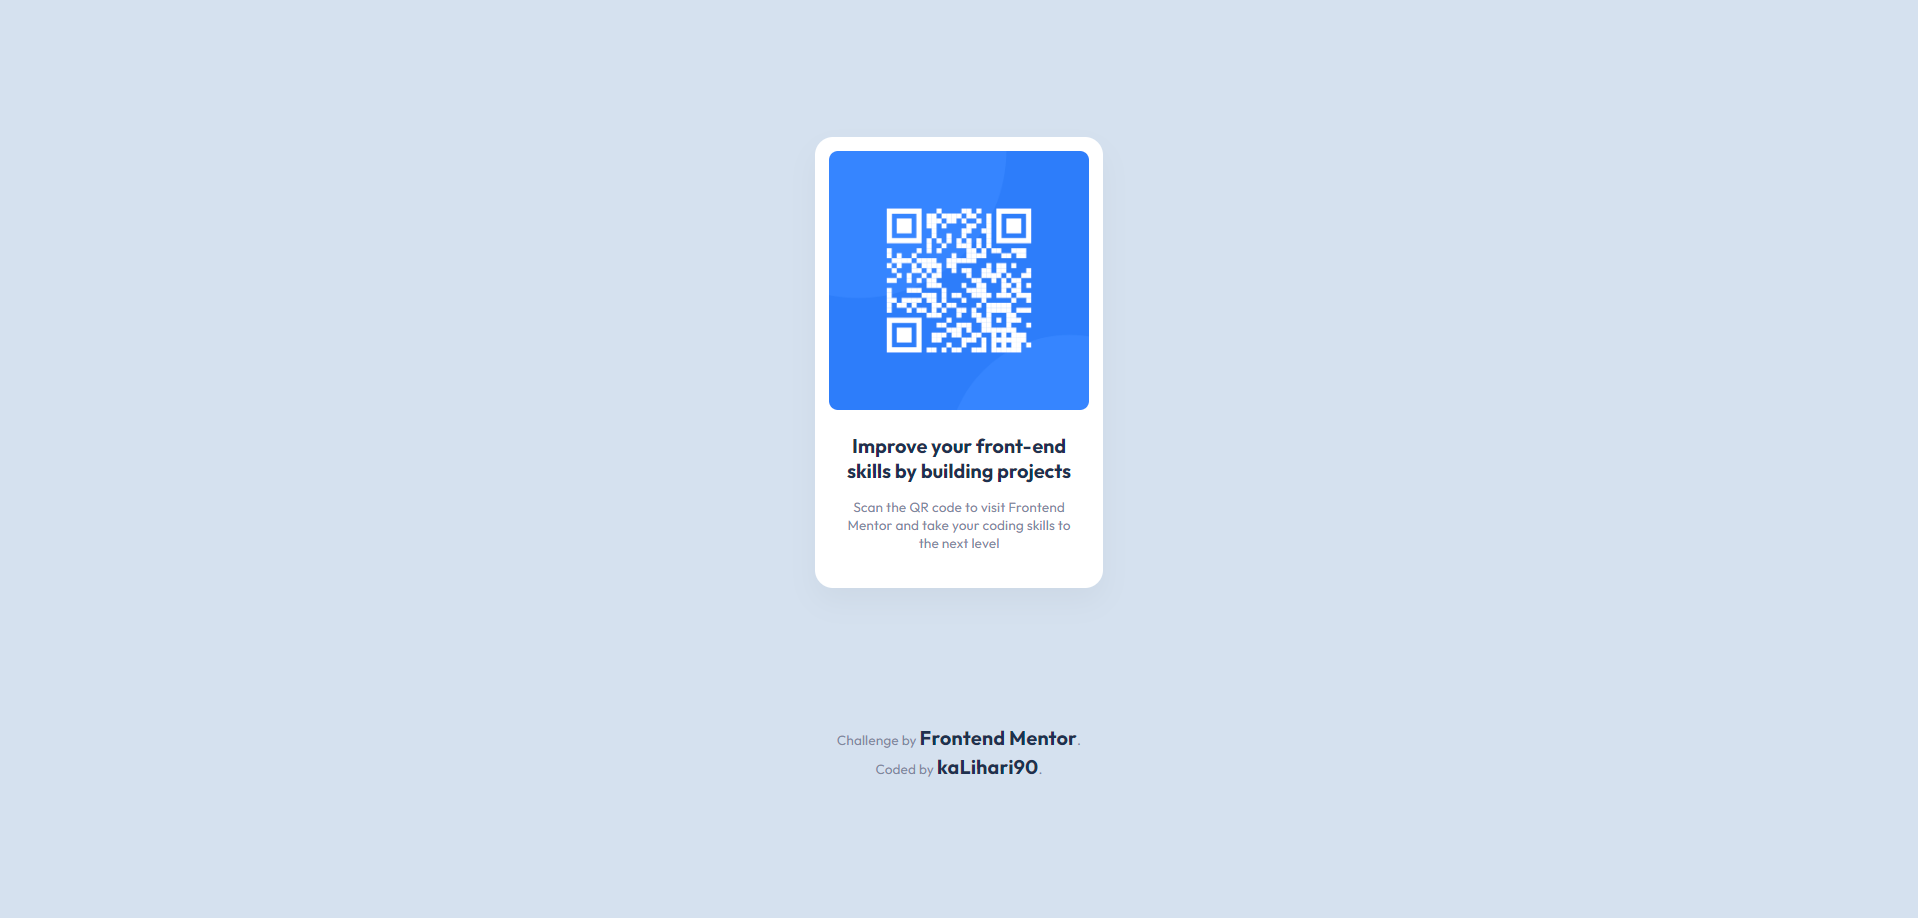 Improve your front-end
skills by building projects
Scan the QR code to visit Frontend
Mentor and take your coding skills to
the next level
Challenge by Frontend Mentor.
Coded by kaLihari90.